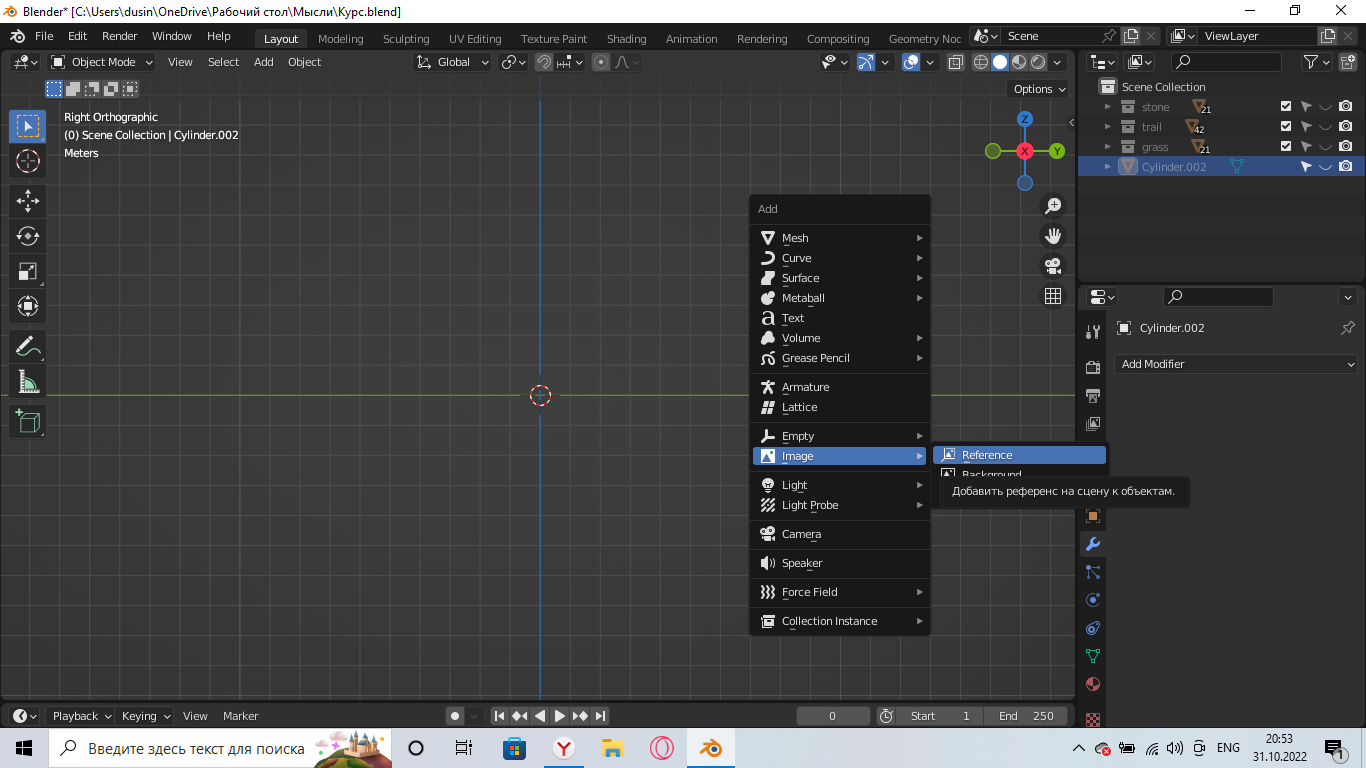 Blender* [C:\Users\dusin\OneDrive\Рабочий стол\Мысли\Курс.blend]
File Edit Render Window Help Layout Modeling Sculpting UV Editing Texture Paint Shading Animation Rendering Compositing Geometry Noc Scene ViewLayer
Object Mode View Select Add Object Global
Options
Right Orthographic
(0) Scene Collection | Cylinder.002
Meters
Z
X
Y
Scene Collection
stone 21
trail 42
grass 21
Cylinder.002
Add
Mesh
Curve
Surface
Metaball
Text
Volume
Grease Pencil
Armature
Lattice
Empty
Image
Light
Light Probe
Camera
Speaker
Force Field
Collection Instance
Reference
Background
Добавить референс на сцену к объектам.
Cylinder.002
Add Modifier
Playback Keying View Marker 0 Start 1 End 250
Введите здесь текст для поиска
ENG
20:53
31.10.2022
1